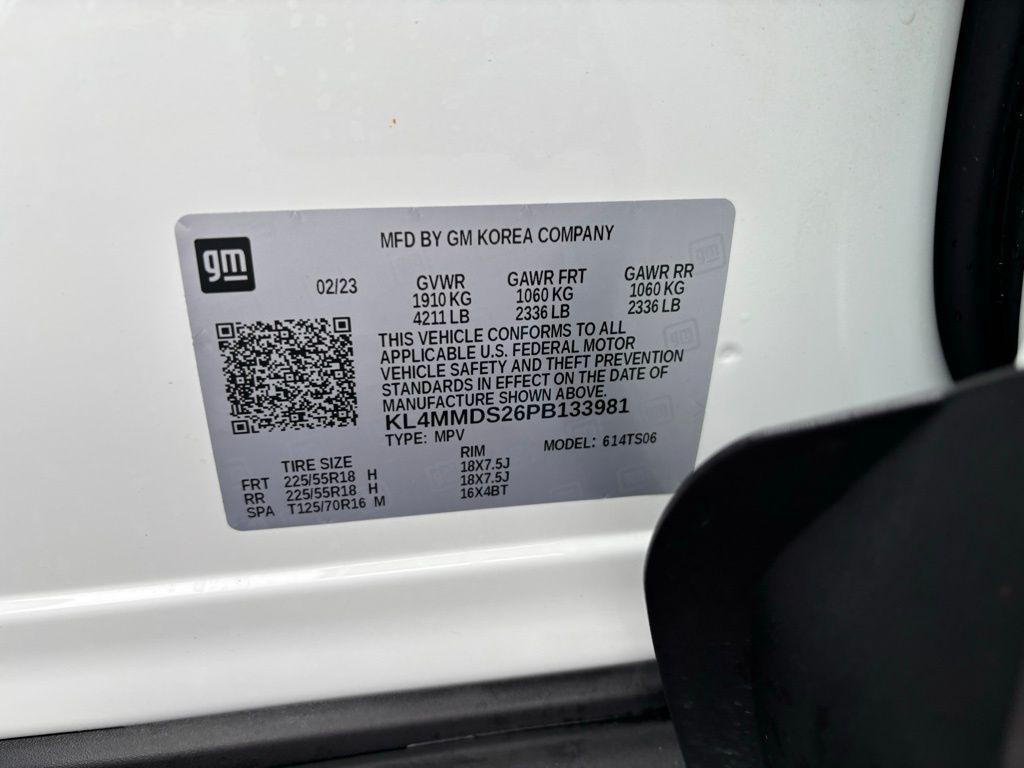 gm
MFD BY GM KOREA COMPANY
02/23
GVWR GAWR FRT GAWR RR
1910 KG 1060 KG 1060 KG
4211 LB 2336 LB 2336 LB
THIS VEHICLE CONFORMS TO ALL
APPLICABLE U.S. FEDERAL MOTOR
VEHICLE SAFETY AND THEFT PREVENTION
STANDARDS IN EFFECT ON THE DATE OF
MANUFACTURE SHOWN ABOVE.
KL4MMDS26PB133981
TYPE: MPV MODEL: 614TS06
TIRE SIZE RIM
FRT 225/55R18 H 18X7.5J
RR 225/55R18 H 18X7.5J
SPA T125/70R16 M 16X4BT